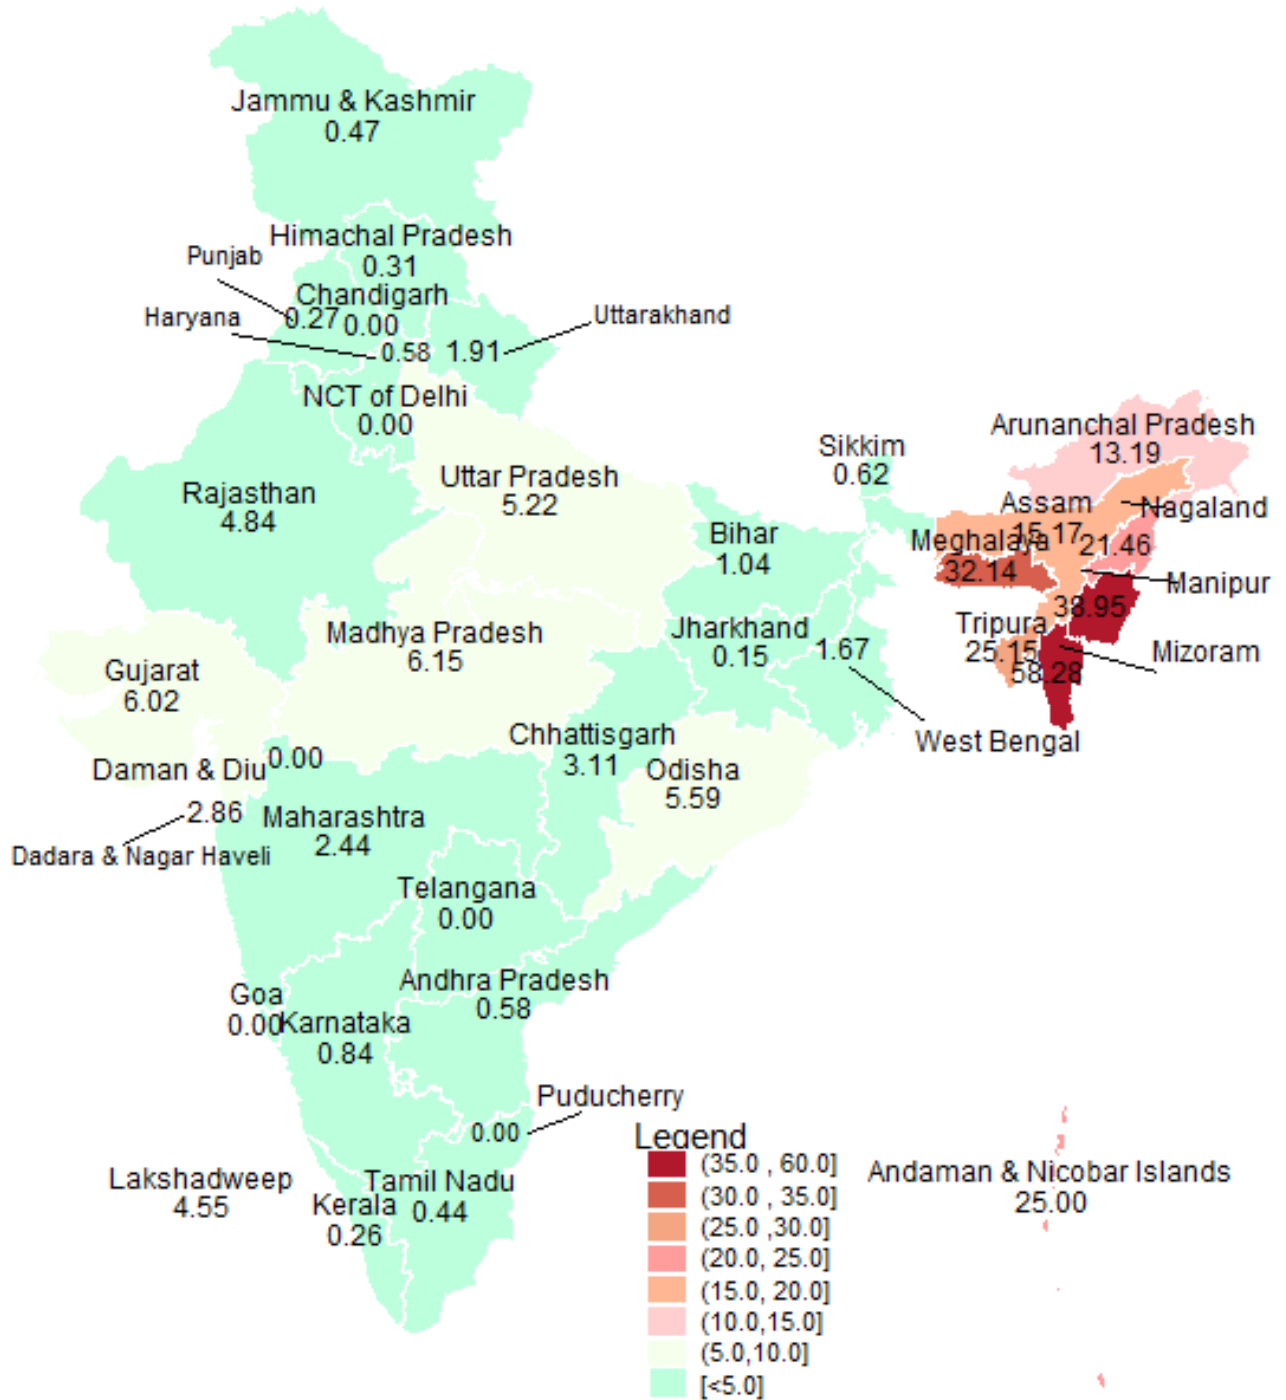 Jammu & Kashmir
0.47
Himachal Pradesh
0.31
Punjab
0.27
Chandigarh
0.00
Haryana
0.58
Uttarakhand
1.91
NCT of Delhi
0.00
Rajasthan
4.84
Uttar Pradesh
5.22
Bihar
1.04
Sikkim
0.62
Arunanchal Pradesh
13.19
Assam
15.17
Nagaland
21.46
Meghalaya
32.14
Manipur
38.95
Tripura
25.15
Mizoram
58.28
Gujarat
6.02
Madhya Pradesh
6.15
Jharkhand
0.15
1.67
West Bengal
Chhattisgarh
3.11
Odisha
5.59
Daman & Diu
0.00
2.86
Dadara & Nagar Haveli
Maharashtra
2.44
Telangana
0.00
Andhra Pradesh
0.58
Goa
0.00
Karnataka
0.84
Puducherry
0.00
Lakshadweep
4.55
Kerala
0.26
Tamil Nadu
0.44
Andaman & Nicobar Islands
25.00
Legend
(35.0 , 60.0]
(30.0 , 35.0]
(25.0 ,30.0]
(20.0, 25.0]
(15.0, 20.0]
(10.0,15.0]
(5.0,10.0]
[<5.0]